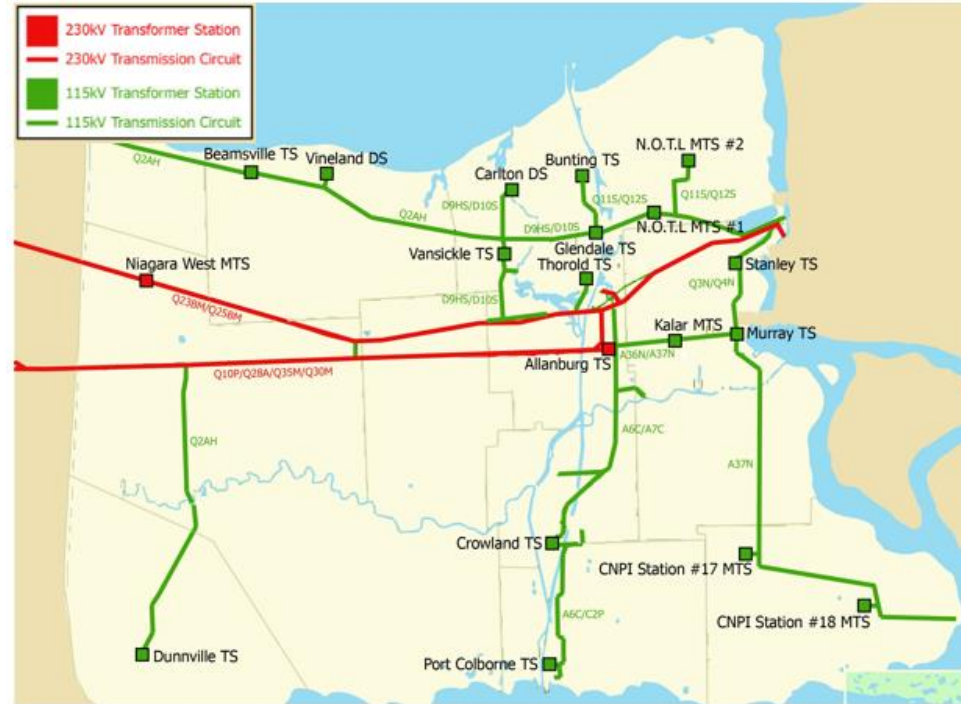 230kV Transformer Station
230kV Transmission Circuit
115kV Transformer Station
115kV Transmission Circuit
Q2AH
Beamsville TS
Vineland DS
Carlton DS
Bunting TS
N.O.T.L MTS #2
D9HS/D10S
Q11S/Q12S
Q11S/Q12S
Q2AH
D9HS/D10S
N.O.T.L MTS #1
Glendale TS
Vansickle TS
Thorold TS
Stanley TS
Niagara West MTS
Q23BM/Q25BM
D9HS/D10S
Q3N/Q4N
Kalar MTS
Murray TS
A36N/A37N
Allanburg TS
Q10P/Q28A/Q35M/Q30M
Q2AH
A6C/A7C
A37N
Crowland TS
CNPI Station #17 MTS
A6C/C2P
CNPI Station #18 MTS
Dunnville TS
Port Colborne TS